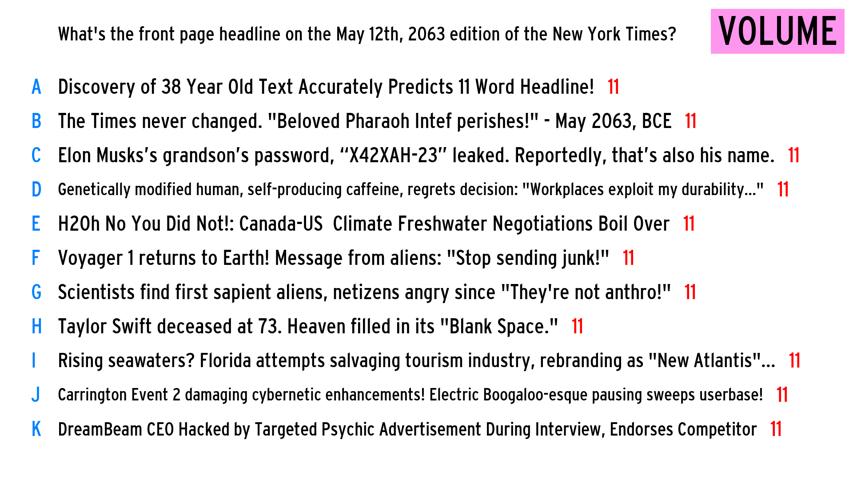 What's the front page headline on the May 12th, 2063 edition of the New York Times?
VOLUME
A Discovery of 38 Year Old Text Accurately Predicts 11 Word Headline! 11
B The Times never changed. "Beloved Pharaoh Intef perishes!" - May 2063, BCE 11
C Elon Musks’s grandson’s password, “X42XAH-23” leaked. Reportedly, that’s also his name. 11
D Genetically modified human, self-producing caffeine, regrets decision: "Workplaces exploit my durability..." 11
E H20h No You Did Not!: Canada-US Climate Freshwater Negotiations Boil Over 11
F Voyager 1 returns to Earth! Message from aliens: "Stop sending junk!" 11
G Scientists find first sapient aliens, netizens angry since "They're not anthro!" 11
H Taylor Swift deceased at 73. Heaven filled in its "Blank Space." 11
I Rising seawaters? Florida attempts salvaging tourism industry, rebranding as "New Atlantis"... 11
J Carrington Event 2 damaging cybernetic enhancements! Electric Boogaloo-esque pausing sweeps userbase! 11
K DreamBeam CEO Hacked by Targeted Psychic Advertisement During Interview, Endorses Competitor 11